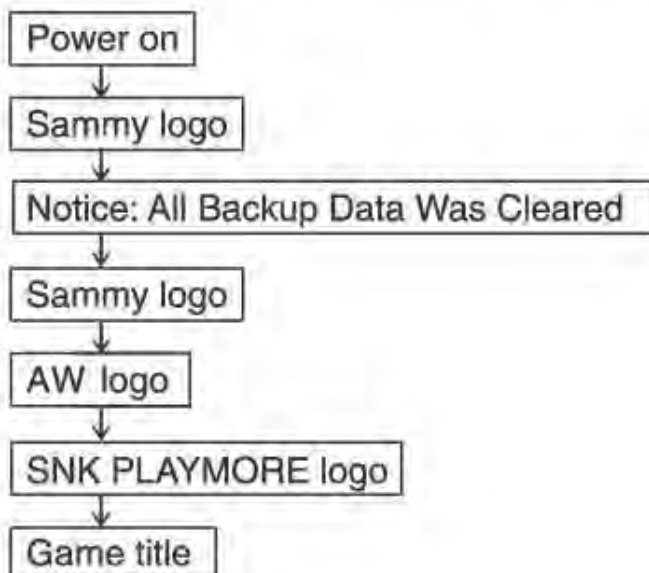 Power on
Sammy logo
Notice: All Backup Data Was Cleared
Sammy logo
AW logo
SNK PLAYMORE logo
Game title